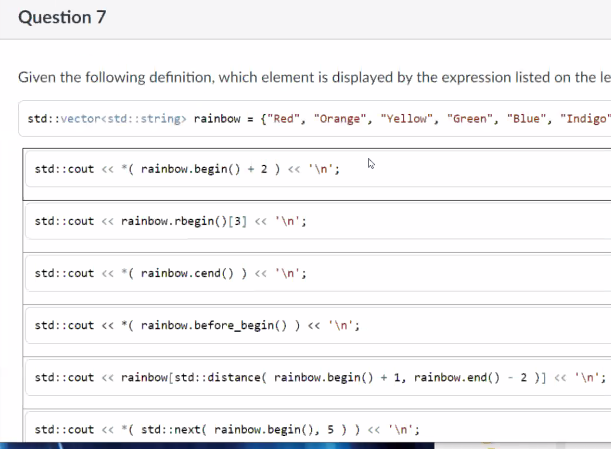 Question 7
Given the following definition, which element is displayed by the expression listed on the le
std::vector<std::string> rainbow = {"Red", "Orange", "Yellow", "Green", "Blue", "Indigo"
std::cout << *( rainbow.begin() + 2 ) << '\n';
std::cout << rainbow.rbegin()[3] << '\n';
std::cout << *( rainbow.cend() ) << '\n';
std::cout << *( rainbow.before_begin() ) << '\n';
std::cout << rainbow[std::distance( rainbow.begin() + 1, rainbow.end() - 2 )] << '\n';
std::cout << *( std::next( rainbow.begin(), 5 ) ) << '\n';